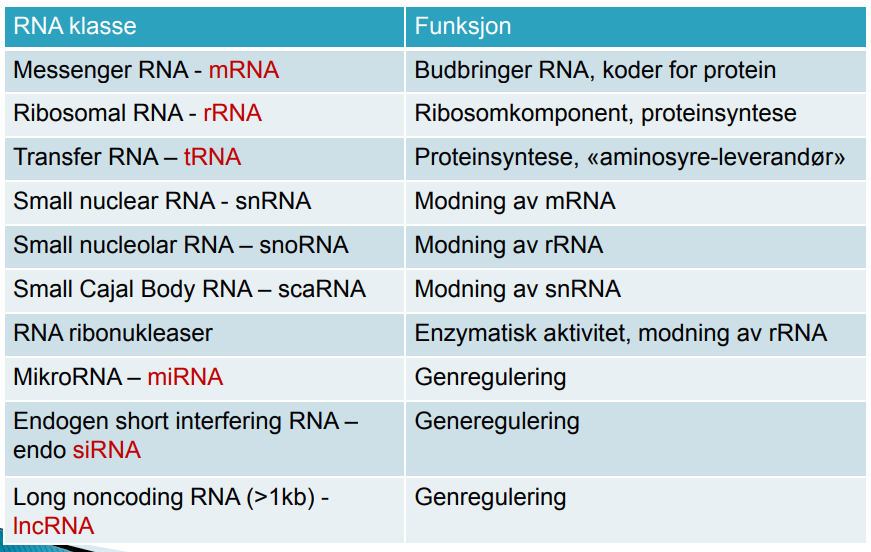 RNA klasse
Funksjon
Messenger RNA - mRNA
Budbringer RNA, koder for protein
Ribosomal RNA - rRNA
Ribosomkomponent, proteinsyntese
Transfer RNA – tRNA
Proteinsyntese, «aminosyre-leverandør»
Small nuclear RNA - snRNA
Modning av mRNA
Small nucleolar RNA – snoRNA
Modning av rRNA
Small Cajal Body RNA – scaRNA
Modning av snRNA
RNA ribonukleaser
Enzymatisk aktivitet, modning av rRNA
MikroRNA – miRNA
Genregulering
Endogen short interfering RNA –
endo siRNA
Generegulering
Long noncoding RNA (>1kb) -
lncRNA
Genregulering